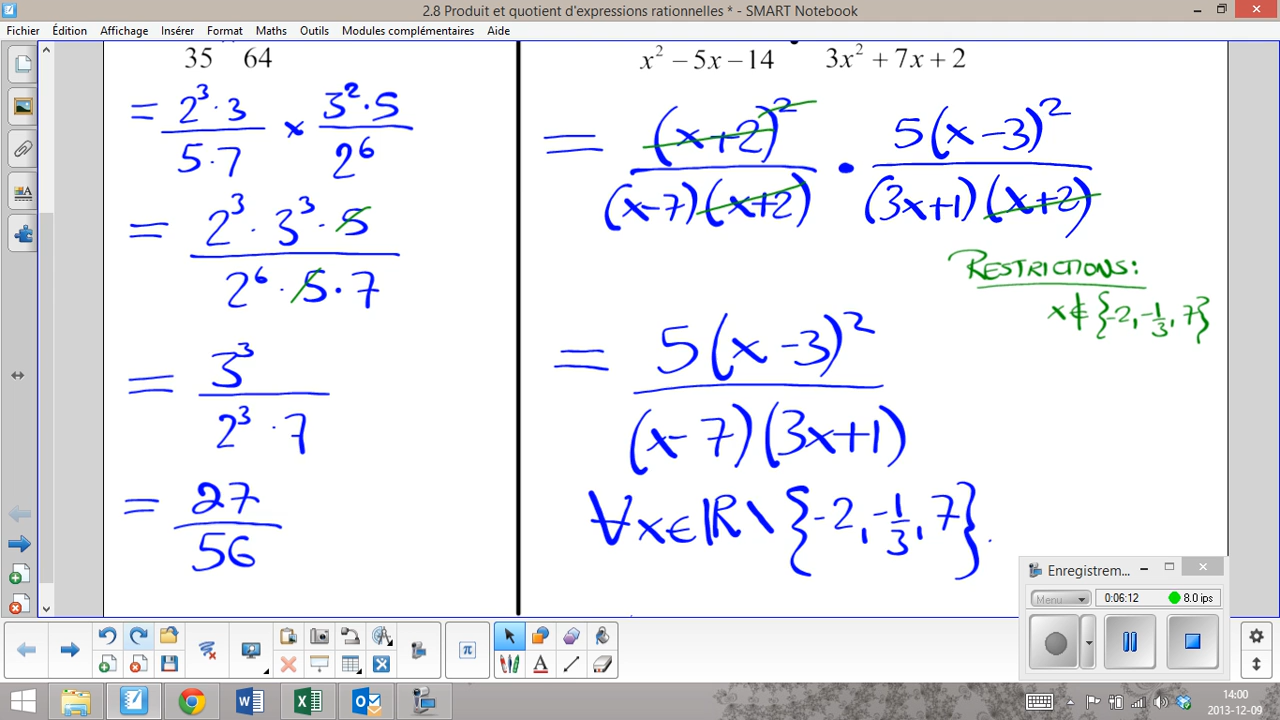 2.8 Produit et quotient d'expressions rationnelles * - SMART Notebook
Fichier Édition Affichage Insérer Format Outils Modules complémentaires Aide
35 64
= 2³·3 / 5·7 × 3²·5 / 2⁶
= 2³·3³·5 / 2⁶·5·7
= 3³ / 2³·7
= 27 / 56
x² − 5x − 14 3x² + 7x + 2
= (x+2)² / (x-7)(x+2) • 5(x-3)² / (3x+1)(x+2)
RESTRICTIONS:
x∉{-2, -1/3, 7}
= 5(x-3)² / (x-7)(3x+1)
∀x∈ℝ\{-2, -1/3, 7}.
Enregistrem...
Menu 0:06:12 8.0 ips
14:00
2013-12-09